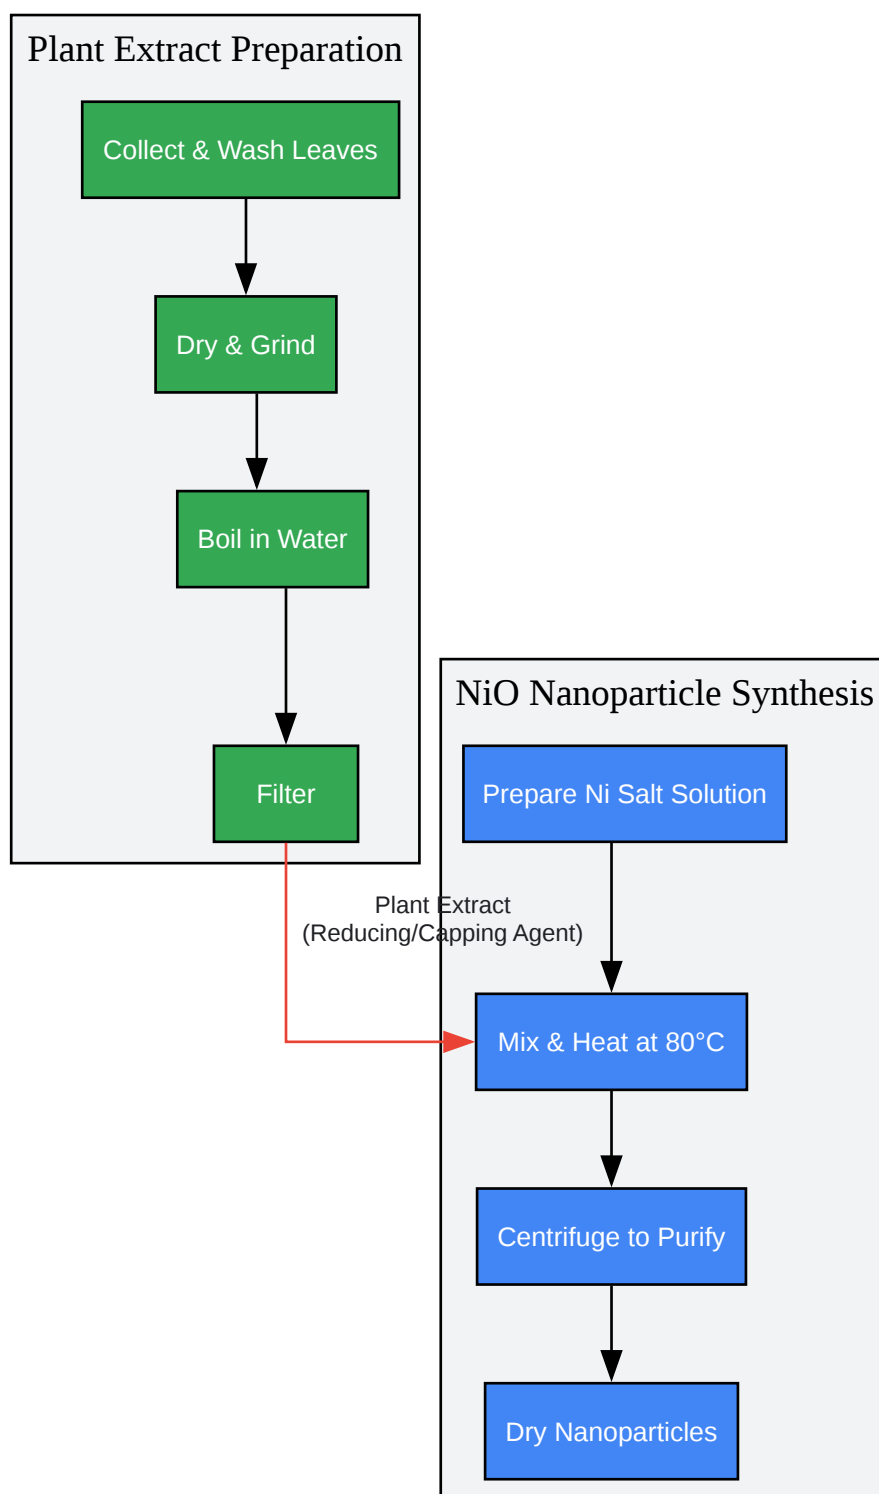 Plant Extract Preparation
Collect & Wash Leaves
Dry & Grind
Boil in Water
Filter
NiO Nanoparticle Synthesis
Prepare Ni Salt Solution
Plant Extract
(Reducing/Capping Agent)
Mix & Heat at 80°C
Centrifuge to Purify
Dry Nanoparticles